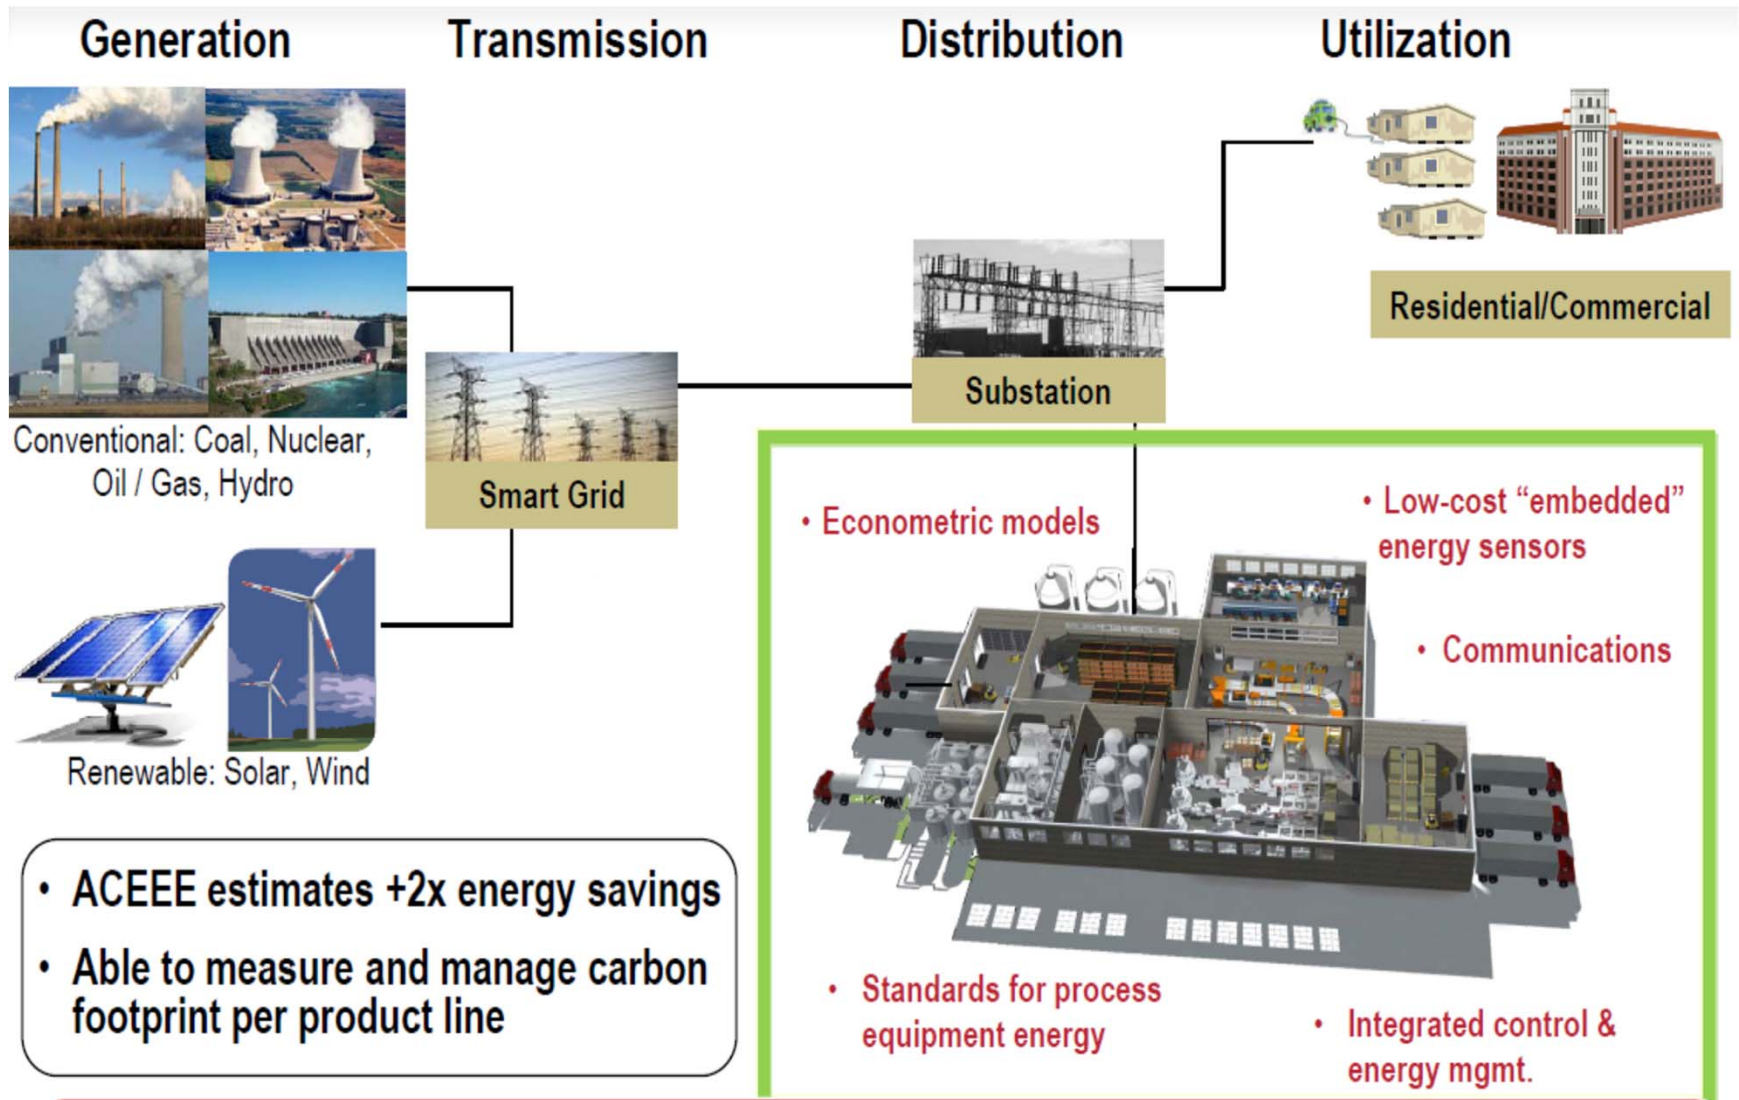 Generation
Transmission
Distribution
Utilization
Residential/Commercial
Substation
Conventional: Coal, Nuclear,
Oil / Gas, Hydro
Smart Grid
Renewable: Solar, Wind
• Econometric models
• Low-cost “embedded”
energy sensors
• Communications
• Standards for process
equipment energy
• Integrated control &
energy mgmt.
• ACEEE estimates +2x energy savings
• Able to measure and manage carbon
footprint per product line